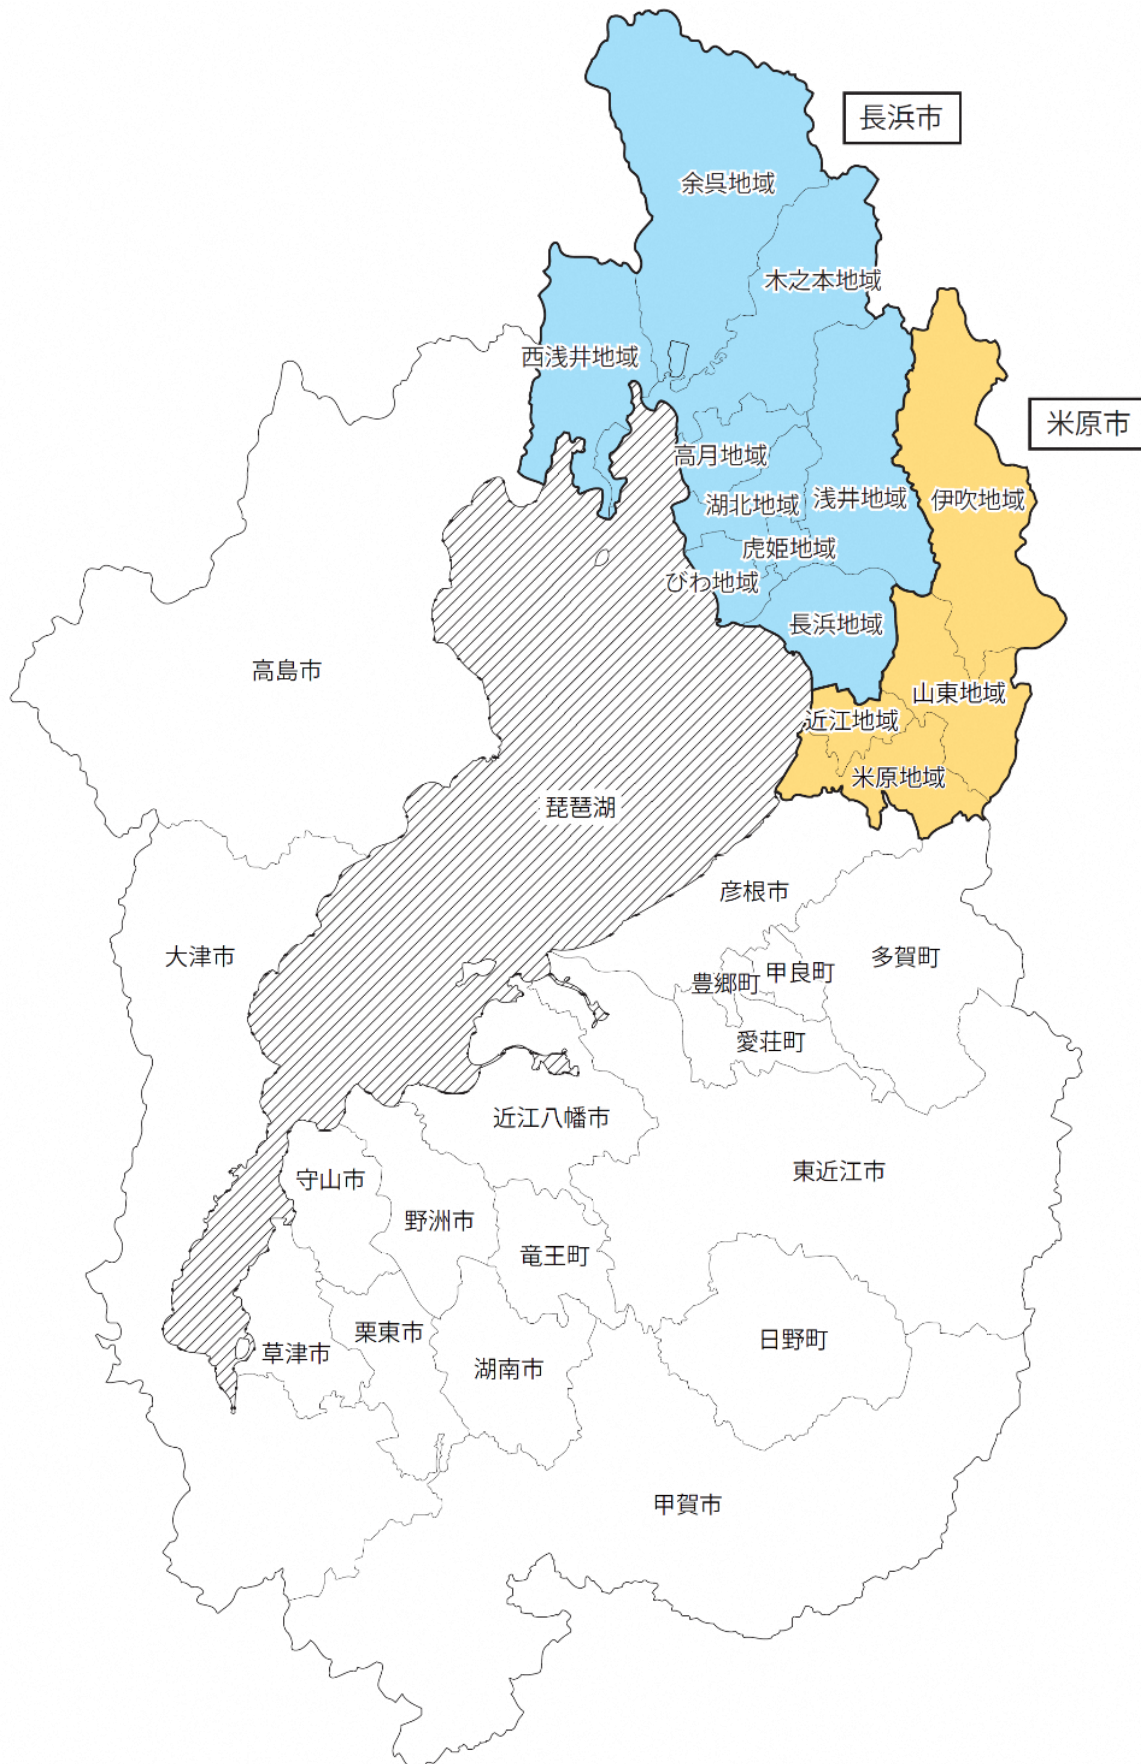 長浜市
余呉地域
木之本地域
西浅井地域
米原市
高月地域
湖北地域
浅井地域
伊吹地域
虎姫地域
びわ地域
長浜地域
高島市
山東地域
近江地域
米原地域
琵琶湖
彦根市
大津市
多賀町
甲良町
豊郷町
愛荘町
近江八幡市
東近江市
守山市
野洲市
竜王町
栗東市
日野町
草津市
湖南市
甲賀市